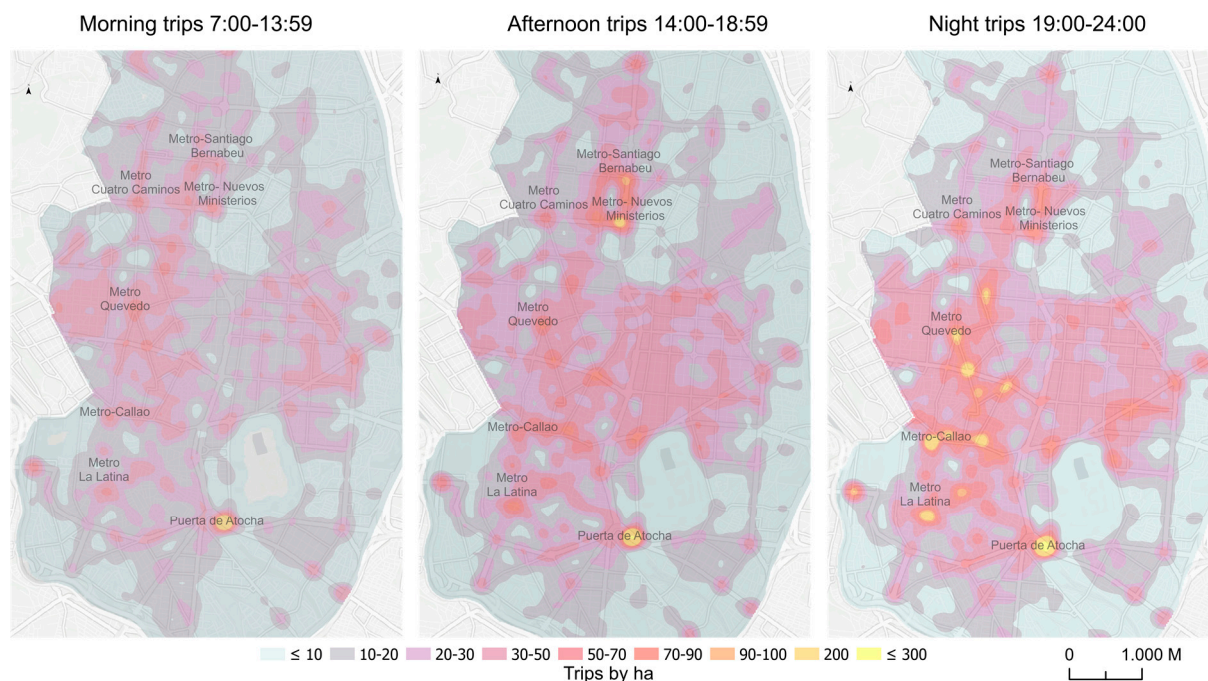 Morning trips 7:00-13:59
Afternoon trips 14:00-18:59
Night trips 19:00-24:00
Metro-Santiago
Bernabeu
Metro
Cuatro Caminos
Metro- Nuevos
Ministerios
Metro
Quevedo
Metro-Callao
Metro
La Latina
Puerta de Atocha
Metro-Santiago
Bernabeu
Metro
Cuatro Caminos
Metro- Nuevos
Ministerios
Metro
Quevedo
Metro-Callao
Metro
La Latina
Puerta de Atocha
Metro-Santiago
Bernabeu
Metro
Cuatro Caminos
Metro- Nuevos
Ministerios
Metro
Quevedo
Metro-Callao
Metro
La Latina
Puerta de Atocha
≤ 10 10-20 20-30 30-50 50-70 70-90 90-100 200 ≤ 300
Trips by ha
0 1.000 M